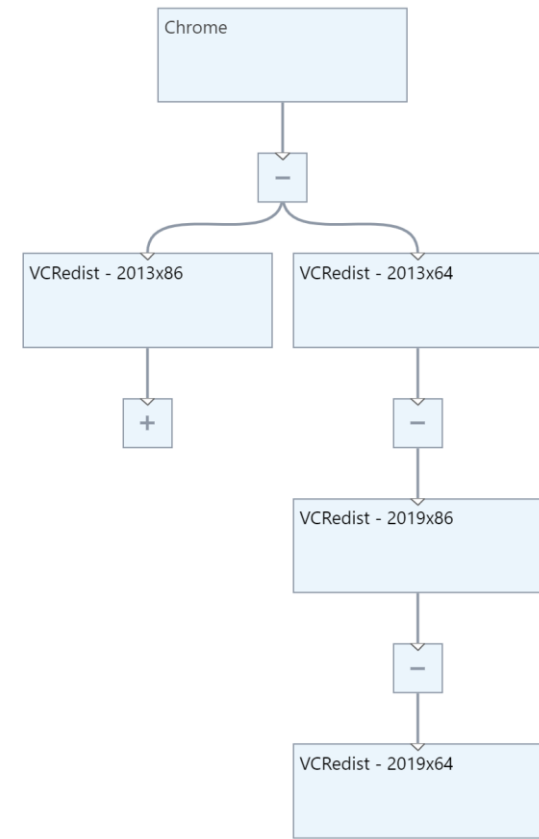 Chrome
−
VCRedist - 2013x86
VCRedist - 2013x64
+
−
VCRedist - 2019x86
−
VCRedist - 2019x64